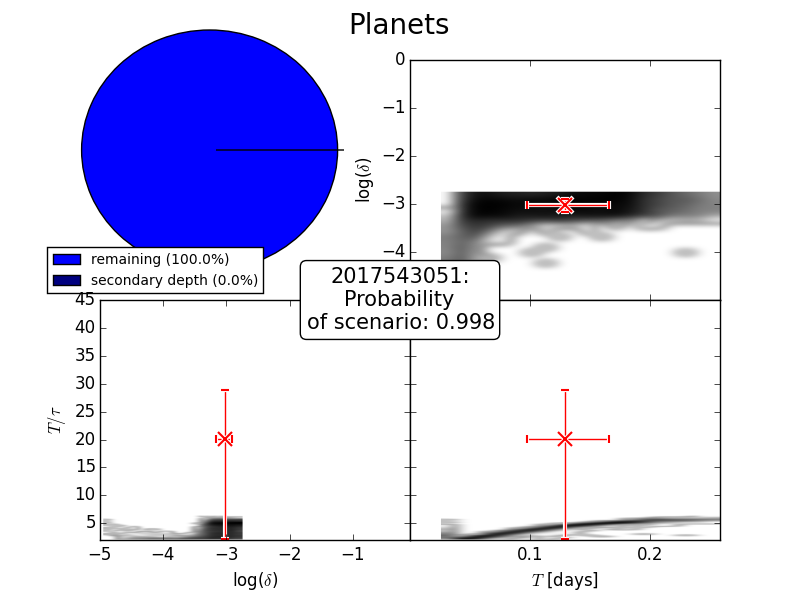 Planets
remaining (100.0%)
secondary depth (0.0%)
0
−1
−2
−3
−4
log(δ)
2017543051:
Probability
of scenario: 0.998
45
40
35
30
25
20
15
10
5
T/τ
−5 −4 −3 −2 −1
log(δ)
0.1 0.2
T [days]